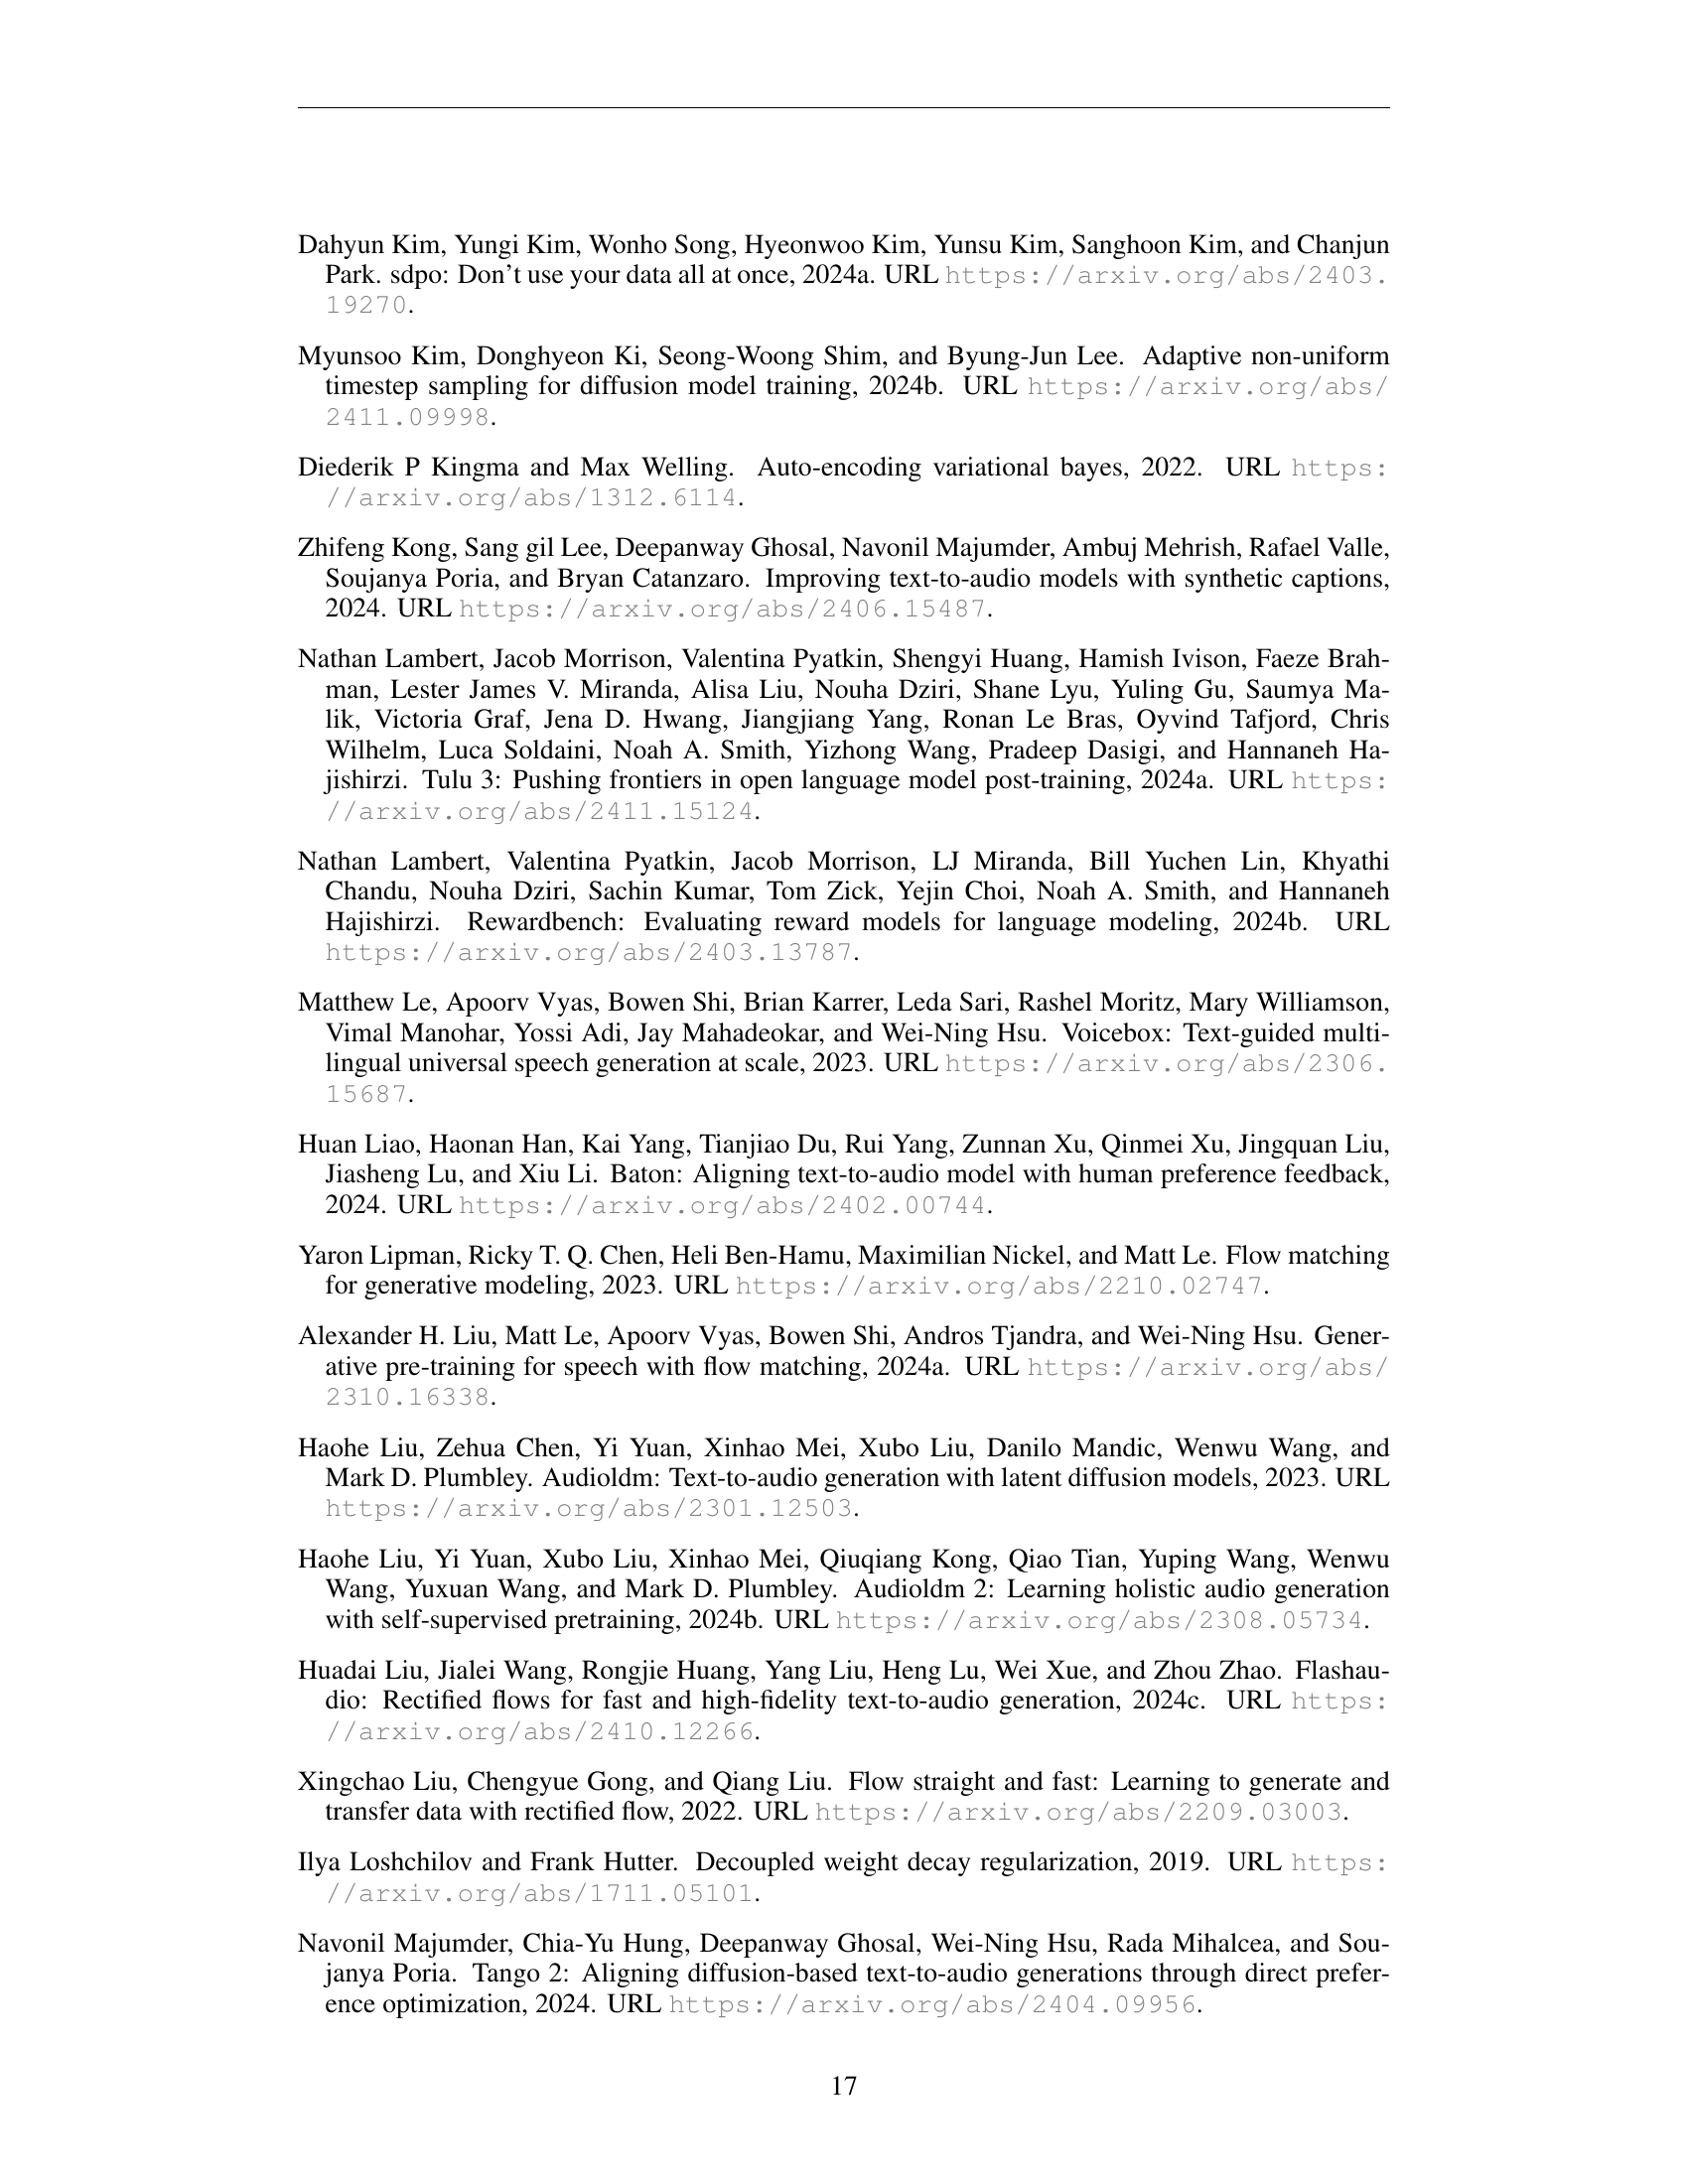 Dahyun Kim, Yungi Kim, Wonho Song, Hyeonwoo Kim, Yunsu Kim, Sanghoon Kim, and Chanjun
Park. sdpo: Don't use your data all at once, 2024a. URL https://arxiv.org/abs/2403.
19270.
Myunsoo Kim, Donghyeon Ki, Seong-Woong Shim, and Byung-Jun Lee. Adaptive non-uniform
timestep sampling for diffusion model training, 2024b. URL https://arxiv.org/abs/
2411.09998.
Diederik P Kingma and Max Welling. Auto-encoding variational bayes, 2022. URL https:
//arxiv.org/abs/1312.6114.
Zhifeng Kong, Sang gil Lee, Deepanway Ghosal, Navonil Majumder, Ambuj Mehrish, Rafael Valle,
Soujanya Poria, and Bryan Catanzaro. Improving text-to-audio models with synthetic captions,
2024. URL https://arxiv.org/abs/2406.15487.
Nathan Lambert, Jacob Morrison, Valentina Pyatkin, Shengyi Huang, Hamish Ivison, Faeze Brah-
man, Lester James V. Miranda, Alisa Liu, Nouha Dziri, Shane Lyu, Yuling Gu, Saumya Ma-
lik, Victoria Graf, Jena D. Hwang, Jiangjiang Yang, Ronan Le Bras, Oyvind Tafjord, Chris
Wilhelm, Luca Soldaini, Noah A. Smith, Yizhong Wang, Pradeep Dasigi, and Hannaneh Ha-
jishirzi. Tulu 3: Pushing frontiers in open language model post-training, 2024a. URL https:
//arxiv.org/abs/2411.15124.
Nathan Lambert, Valentina Pyatkin, Jacob Morrison, LJ Miranda, Bill Yuchen Lin, Khyathi
Chandu, Nouha Dziri, Sachin Kumar, Tom Zick, Yejin Choi, Noah A. Smith, and Hannaneh
Hajishirzi. Rewardbench: Evaluating reward models for language modeling, 2024b. URL
https://arxiv.org/abs/2403.13787.
Matthew Le, Apoorv Vyas, Bowen Shi, Brian Karrer, Leda Sari, Rashel Moritz, Mary Williamson,
Vimal Manohar, Yossi Adi, Jay Mahadeokar, and Wei-Ning Hsu. Voicebox: Text-guided multi-
lingual universal speech generation at scale, 2023. URL https://arxiv.org/abs/2306.
15687.
Huan Liao, Haonan Han, Kai Yang, Tianjiao Du, Rui Yang, Zunnan Xu, Qinmei Xu, Jingquan Liu,
Jiasheng Lu, and Xiu Li. Baton: Aligning text-to-audio model with human preference feedback,
2024. URL https://arxiv.org/abs/2402.00744.
Yaron Lipman, Ricky T. Q. Chen, Heli Ben-Hamu, Maximilian Nickel, and Matt Le. Flow matching
for generative modeling, 2023. URL https://arxiv.org/abs/2210.02747.
Alexander H. Liu, Matt Le, Apoorv Vyas, Bowen Shi, Andros Tjandra, and Wei-Ning Hsu. Gener-
ative pre-training for speech with flow matching, 2024a. URL https://arxiv.org/abs/
2310.16338.
Haohe Liu, Zehua Chen, Yi Yuan, Xinhao Mei, Xubo Liu, Danilo Mandic, Wenwu Wang, and
Mark D. Plumbley. Audioldm: Text-to-audio generation with latent diffusion models, 2023. URL
https://arxiv.org/abs/2301.12503.
Haohe Liu, Yi Yuan, Xubo Liu, Xinhao Mei, Qiuqiang Kong, Qiao Tian, Yuping Wang, Wenwu
Wang, Yuxuan Wang, and Mark D. Plumbley. Audioldm 2: Learning holistic audio generation
with self-supervised pretraining, 2024b. URL https://arxiv.org/abs/2308.05734.
Huadai Liu, Jialei Wang, Rongjie Huang, Yang Liu, Heng Lu, Wei Xue, and Zhou Zhao. Flashau-
dio: Rectified flows for fast and high-fidelity text-to-audio generation, 2024c. URL https:
//arxiv.org/abs/2410.12266.
Xingchao Liu, Chengyue Gong, and Qiang Liu. Flow straight and fast: Learning to generate and
transfer data with rectified flow, 2022. URL https://arxiv.org/abs/2209.03003.
Ilya Loshchilov and Frank Hutter. Decoupled weight decay regularization, 2019. URL https:
//arxiv.org/abs/1711.05101.
Navonil Majumder, Chia-Yu Hung, Deepanway Ghosal, Wei-Ning Hsu, Rada Mihalcea, and Sou-
janya Poria. Tango 2: Aligning diffusion-based text-to-audio generations through direct prefer-
ence optimization, 2024. URL https://arxiv.org/abs/2404.09956.
17